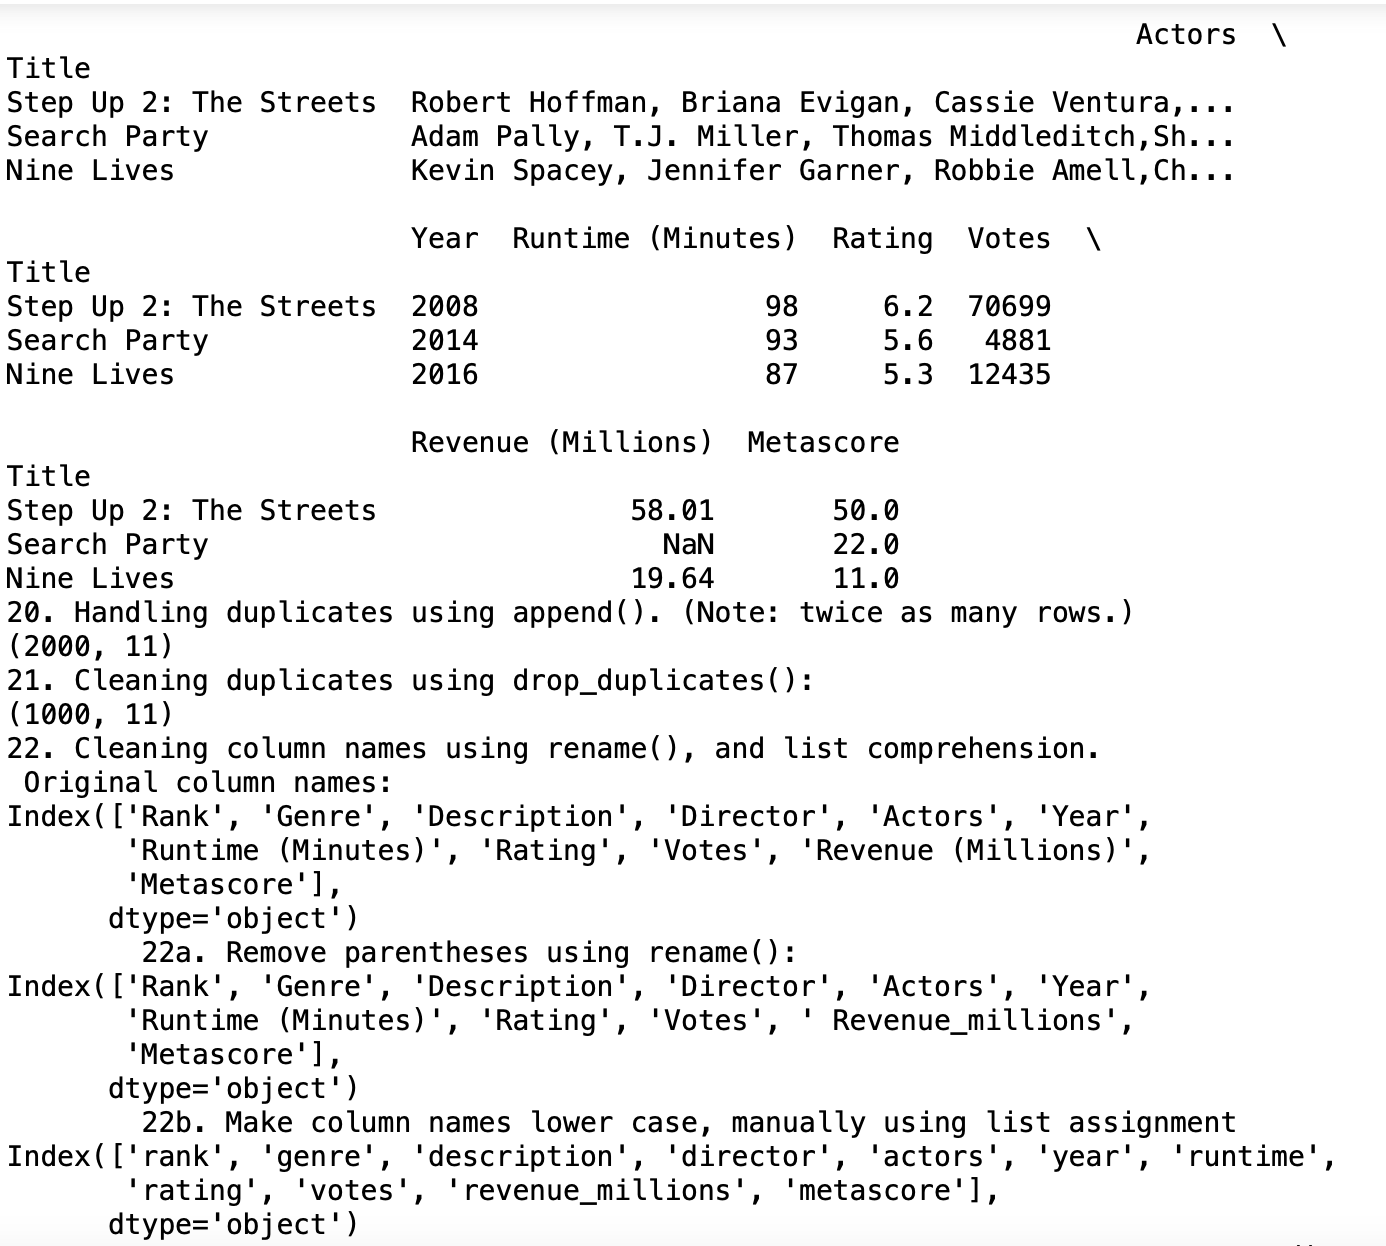 Actors  \
Title
Step Up 2: The Streets  Robert Hoffman, Briana Evigan, Cassie Ventura,...
Search Party            Adam Pally, T.J. Miller, Thomas Middleditch,Sh...
Nine Lives              Kevin Spacey, Jennifer Garner, Robbie Amell,Ch...
Year  Runtime (Minutes)  Rating  Votes  \
Title
Step Up 2: The Streets  2008                 98     6.2  70699
Search Party            2014                 93     5.6   4881
Nine Lives              2016                 87     5.3  12435
Revenue (Millions)  Metascore
Title
Step Up 2: The Streets               58.01       50.0
Search Party                           NaN       22.0
Nine Lives                           19.64       11.0
20. Handling duplicates using append(). (Note: twice as many rows.)
(2000, 11)
21. Cleaning duplicates using drop_duplicates():
(1000, 11)
22. Cleaning column names using rename(), and list comprehension.
 Original column names:
Index(['Rank', 'Genre', 'Description', 'Director', 'Actors', 'Year',
       'Runtime (Minutes)', 'Rating', 'Votes', 'Revenue (Millions)',
       'Metascore'],
      dtype='object')
        22a. Remove parentheses using rename():
Index(['Rank', 'Genre', 'Description', 'Director', 'Actors', 'Year',
       'Runtime (Minutes)', 'Rating', 'Votes', ' Revenue_millions',
       'Metascore'],
      dtype='object')
        22b. Make column names lower case, manually using list assignment
Index(['rank', 'genre', 'description', 'director', 'actors', 'year', 'runtime',
       'rating', 'votes', 'revenue_millions', 'metascore'],
      dtype='object')